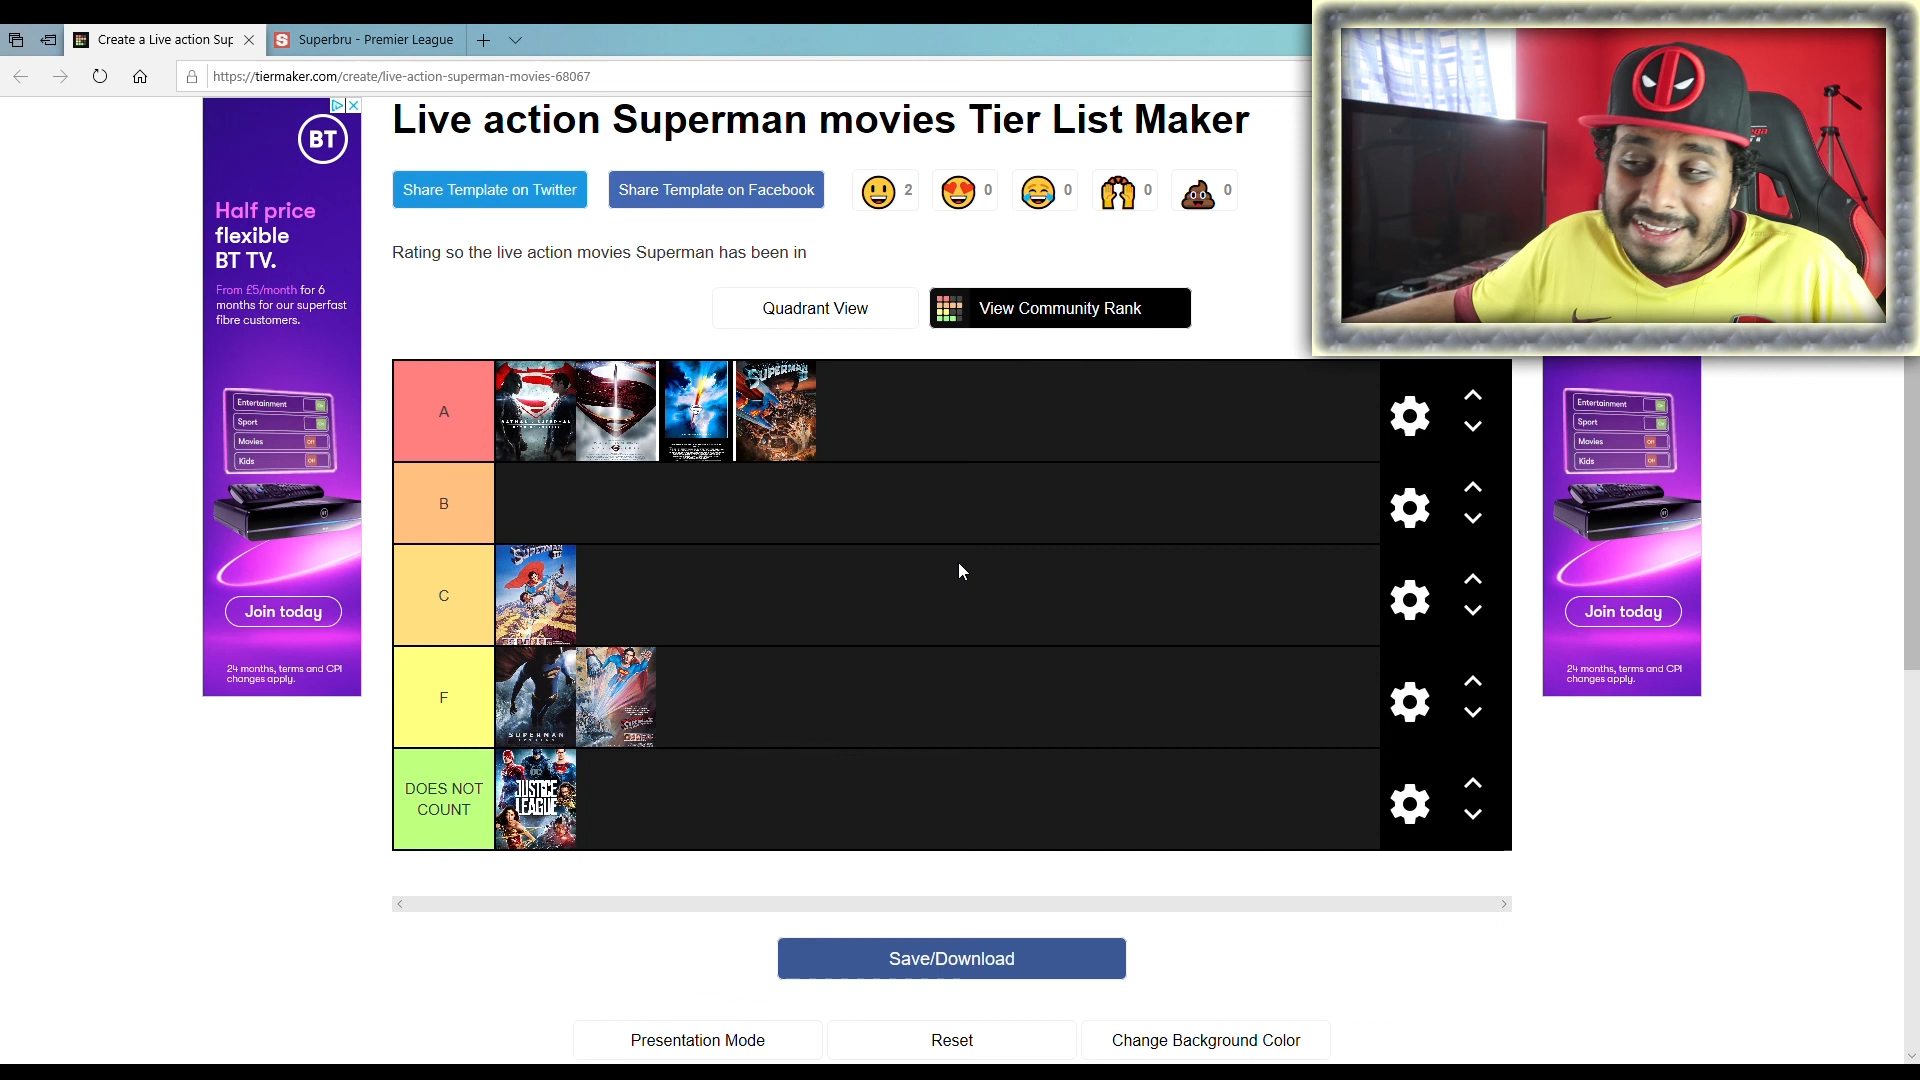 Create a Live action Sup
Superbru - Premier League
https://tiermaker.com/create/live-action-superman-movies-68067
BT
Half price
flexible
BT TV.
From £5/month for 6
months for our superfast
fibre customers.
Entertainment
Sport
Movies
Kids
Join today
24 months, terms and CPI
changes apply.
Live action Superman movies Tier List Maker
Share Template on Twitter
Share Template on Facebook
2
0
0
0
0
Rating so the live action movies Superman has been in
Quadrant View
View Community Rank
A
SUPERMAN
B
C
SUPERMAN III
F
SUPERMAN
DOES NOT
COUNT
JUSTICE
LEAGUE
Save/Download
Presentation Mode
Reset
Change Background Color
Entertainment
Sport
Movies
Kids
Join today
24 months, terms and CPI
changes apply.